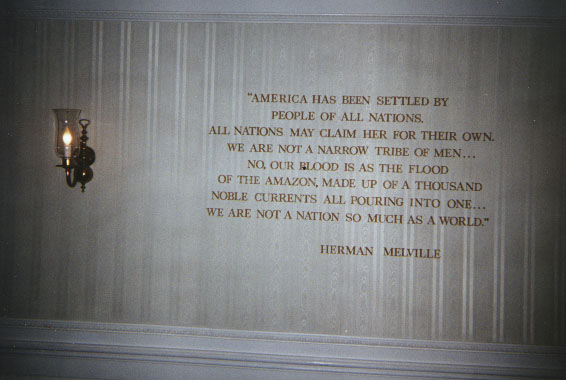 "AMERICA HAS BEEN SETTLED BY
PEOPLE OF ALL NATIONS.
ALL NATIONS MAY CLAIM HER FOR THEIR OWN.
WE ARE NOT A NARROW TRIBE OF MEN...
NO, OUR BLOOD IS AS THE FLOOD
OF THE AMAZON, MADE UP OF A THOUSAND
NOBLE CURRENTS ALL POURING INTO ONE...
WE ARE NOT A NATION SO MUCH AS A WORLD."
HERMAN MELVILLE